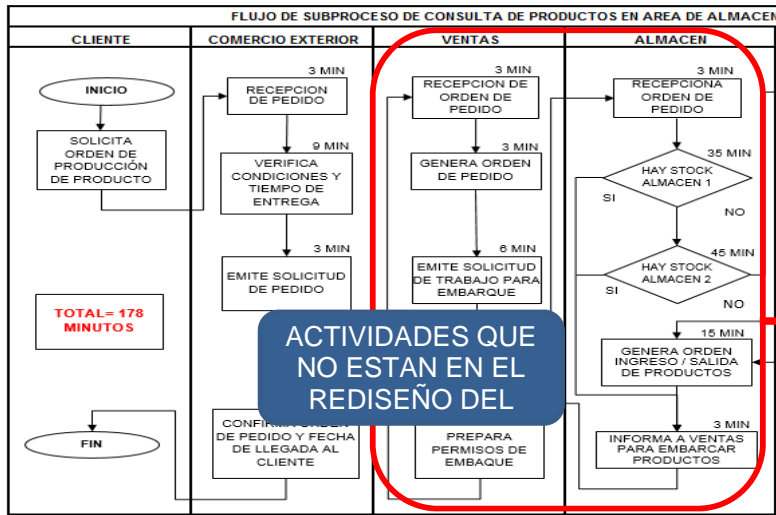 FLUJO DE SUBPROCESO DE CONSULTA DE PRODUCTOS EN AREA DE ALMACEN
CLIENTE
COMERCIO EXTERIOR
VENTAS
ALMACEN
INICIO
SOLICITA
ORDEN DE
PRODUCCIÓN
DE PRODUCTO
TOTAL= 178
MINUTOS
FIN
3 MIN
RECEPCION
DE PEDIDO
9 MIN
VERIFICA
CONDICIONES Y
TIEMPO DE
ENTREGA
3 MIN
EMITE SOLICITUD
DE PEDIDO
DE PEDIDO Y FECHA
DE LLEGADA AL
CLIENTE
3 MIN
RECEPCION DE
ORDEN DE
PEDIDO
3 MIN
GENERA ORDEN
DE PEDIDO
6 MIN
EMITE SOLICITUD
DE TRABAJO PARA
EMBARQUE
ACTIVIDADES QUE
NO ESTAN EN EL
REDISEÑO DEL
PREPARA
PERMISOS DE
EMBAQUE
3 MIN
RECEPCIONA
ORDEN DE
PEDIDO
35 MIN
HAY STOCK
ALMACEN 1
SI
NO
45 MIN
HAY STOCK
ALMACEN 2
SI
NO
15 MIN
GENERA ORDEN
INGRESO / SALIDA
DE PRODUCTOS
3 MIN
INFORMA A VENTAS
PARA EMBARCAR
PRODUCTOS